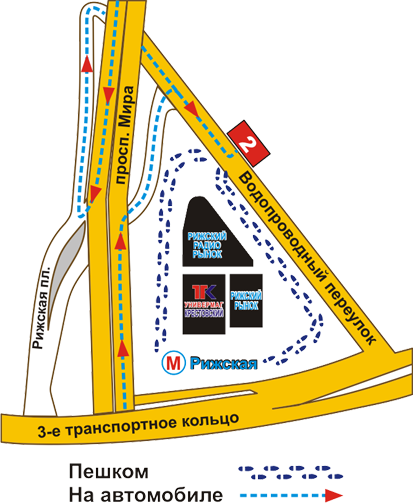 просп. Мира
2
Водопроводный переулок
РИЖСКИЙ
РАДИО
РЫНОК
Рижская пл.
ТК
УНИВЕРМАГ
КРЕСТОВСКИЙ
РИЖСКИЙ
РЫНОК
М Рижская
3-е транспортное кольцо
Пешком
На автомобиле